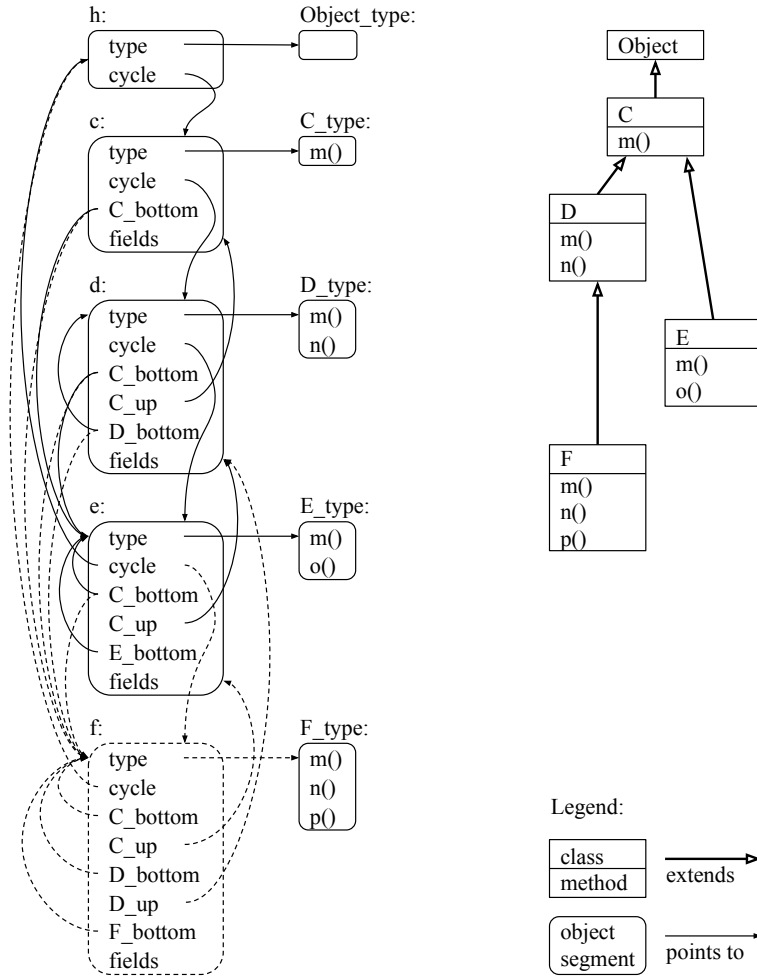 h:
type
cycle
Object_type:
c:
type
cycle
C_bottom
fields
C_type:
m()
d:
type
cycle
C_bottom
C_up
D_bottom
fields
D_type:
m()
n()
e:
type
cycle
C_bottom
C_up
E_bottom
fields
E_type:
m()
o()
f:
type
cycle
C_bottom
C_up
D_bottom
D_up
F_bottom
fields
F_type:
m()
n()
p()
Object
C
m()
D
m()
n()
E
m()
o()
F
m()
n()
p()
Legend:
class
method
extends
object
segment
points to